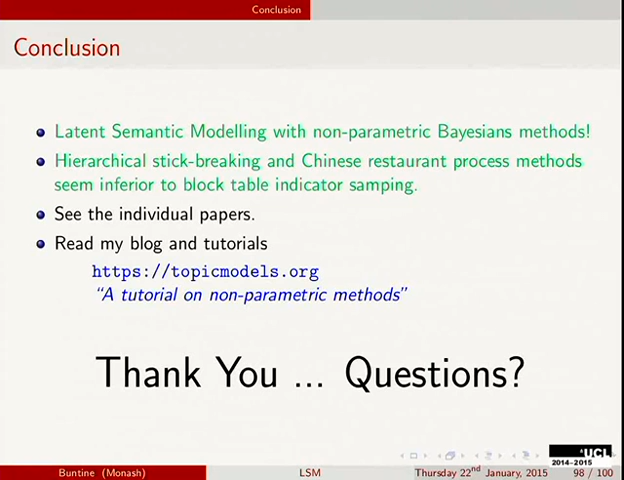 Conclusion
Conclusion
Latent Semantic Modelling with non-parametric Bayesians methods!
Hierarchical stick-breaking and Chinese restaurant process methods
seem inferior to block table indicator samping.
See the individual papers.
Read my blog and tutorials
https://topicmodels.org
“A tutorial on non-parametric methods”
Thank You ... Questions?
UCL
2014-2015
Buntine (Monash) LSM Thursday 22nd January, 2015 98 / 100